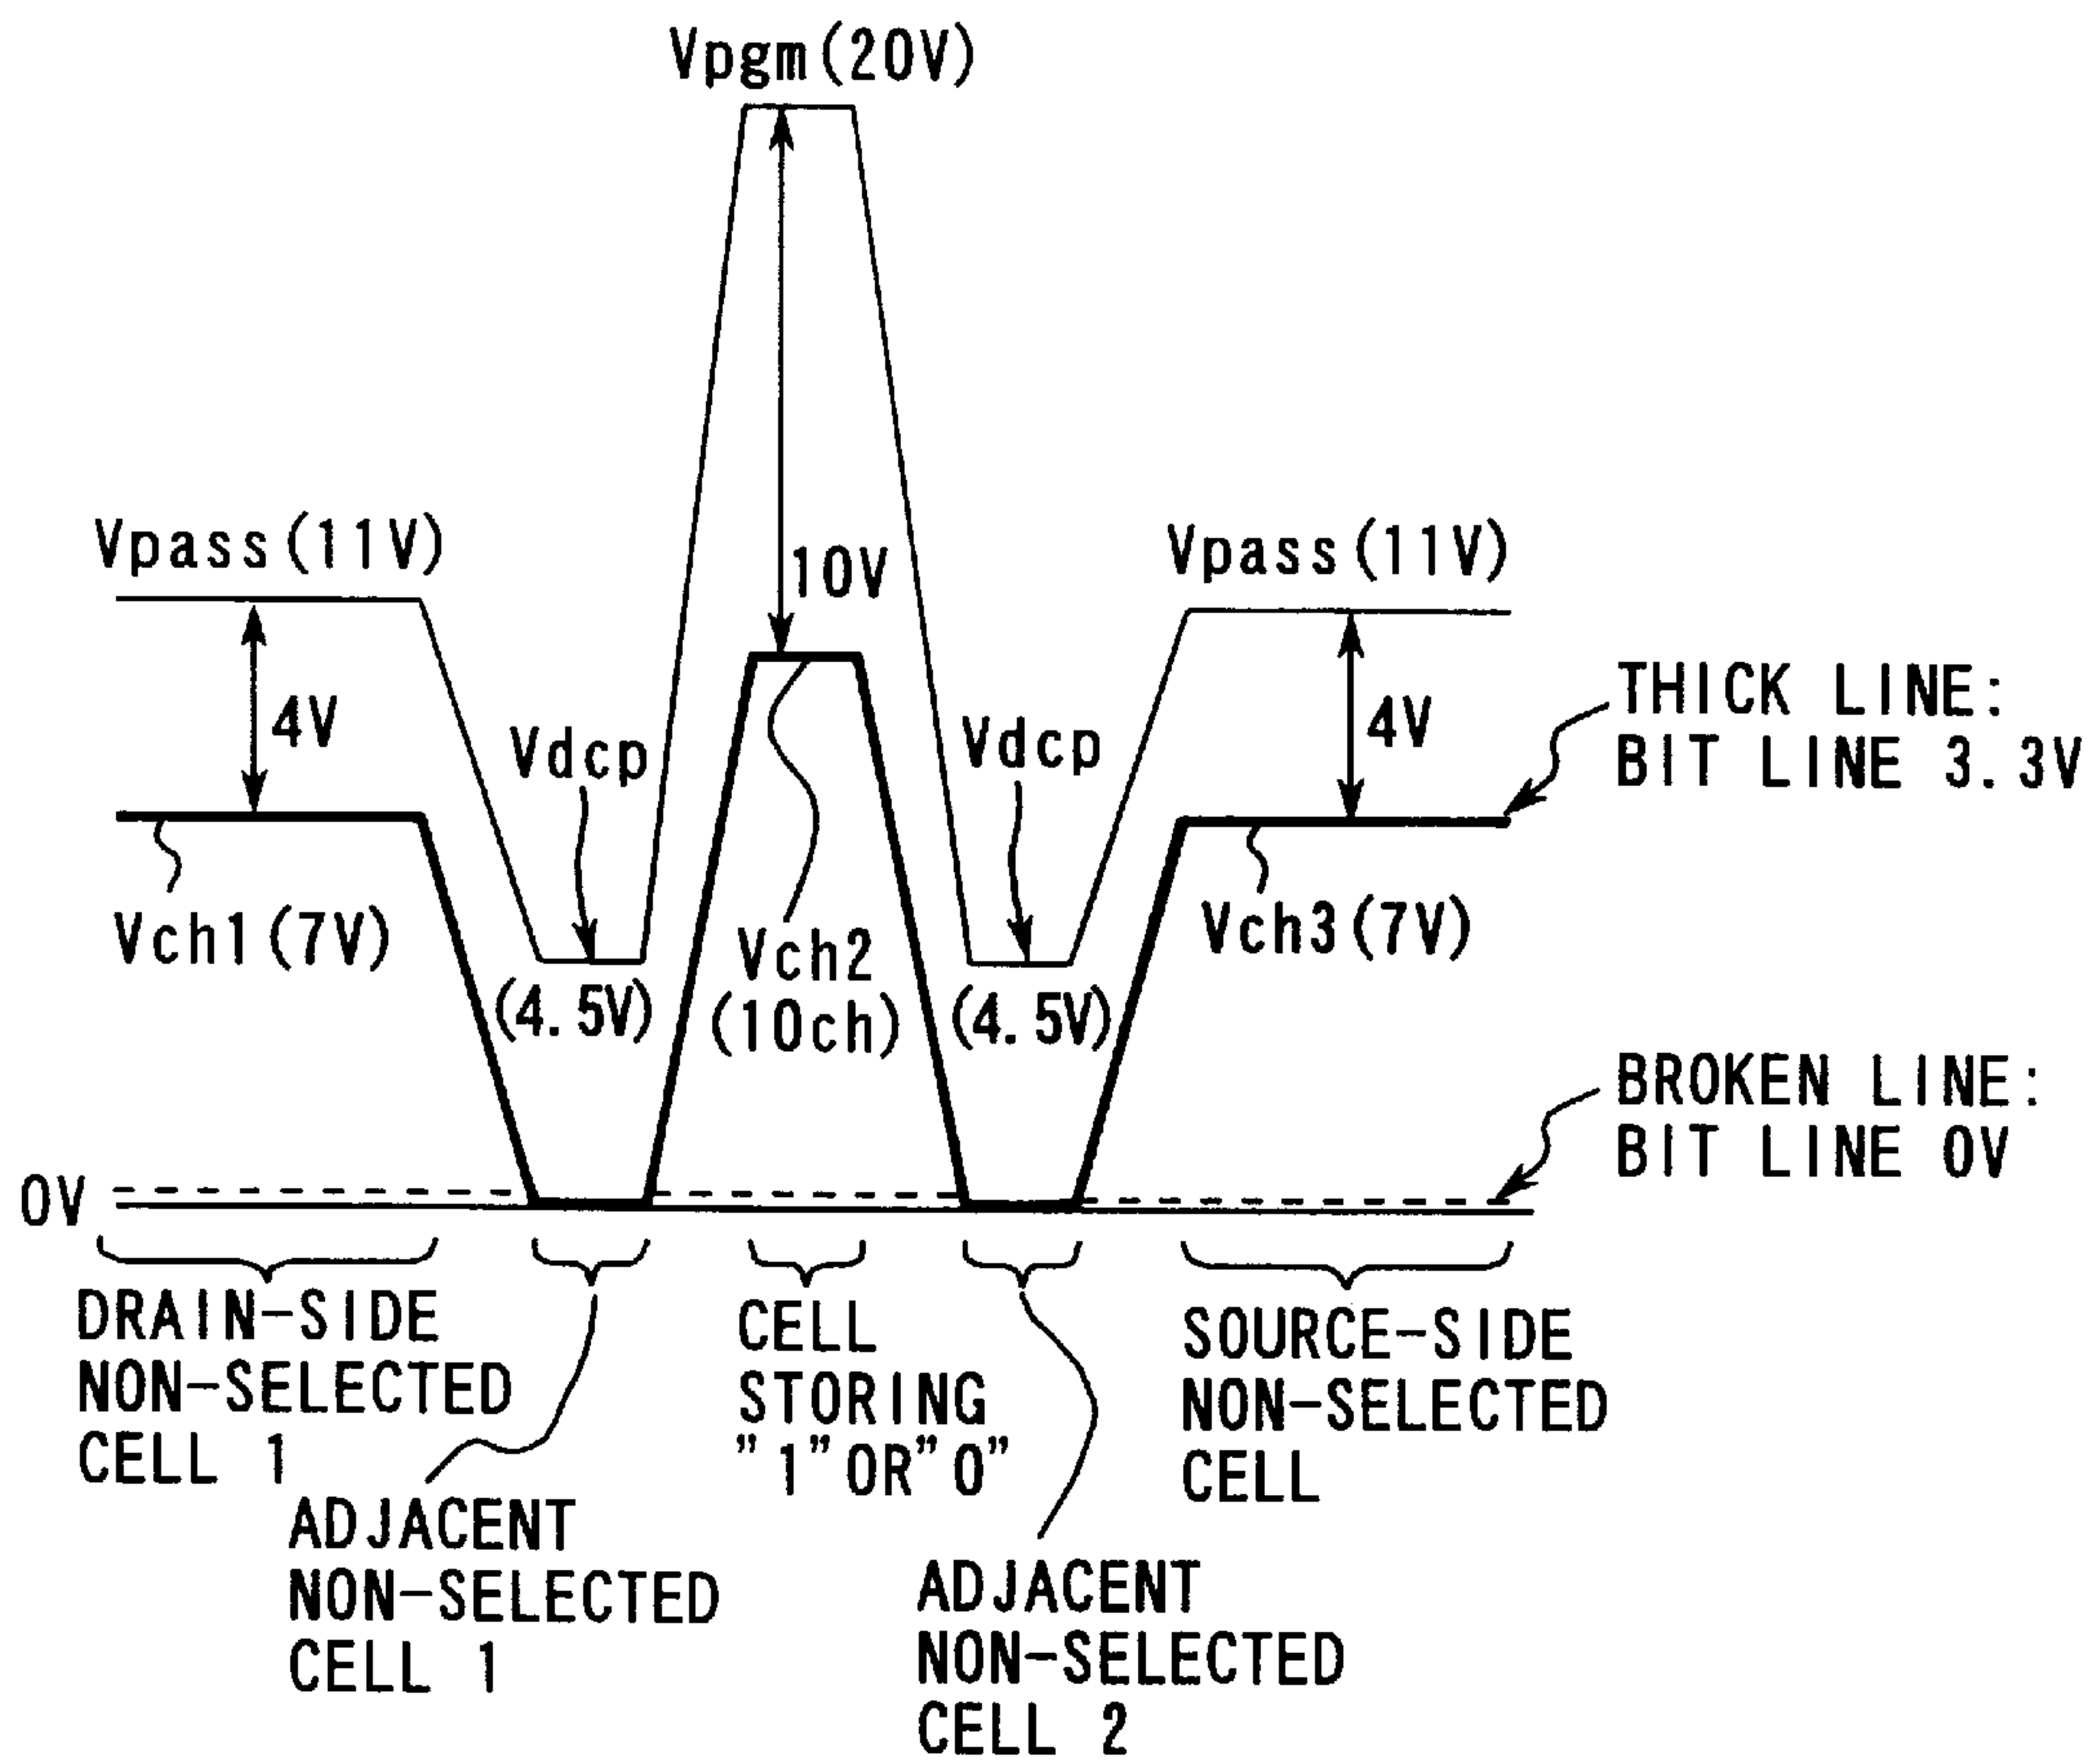 Vpgm(20V)
Vpass(11V)
Vpass(11V)
10V
4V
4V
THICK LINE:
BIT LINE 3.3V
Vdcp
Vdcp
Vch1(7V)
Vch2
(10ch)
Vch3(7V)
(4.5V)
(4.5V)
BROKEN LINE:
BIT LINE 0V
0V
DRAIN-SIDE
NON-SELECTED
CELL 1
ADJACENT
NON-SELECTED
CELL 1
CELL
STORING
"1"OR"0"
ADJACENT
NON-SELECTED
CELL 2
SOURCE-SIDE
NON-SELECTED
CELL